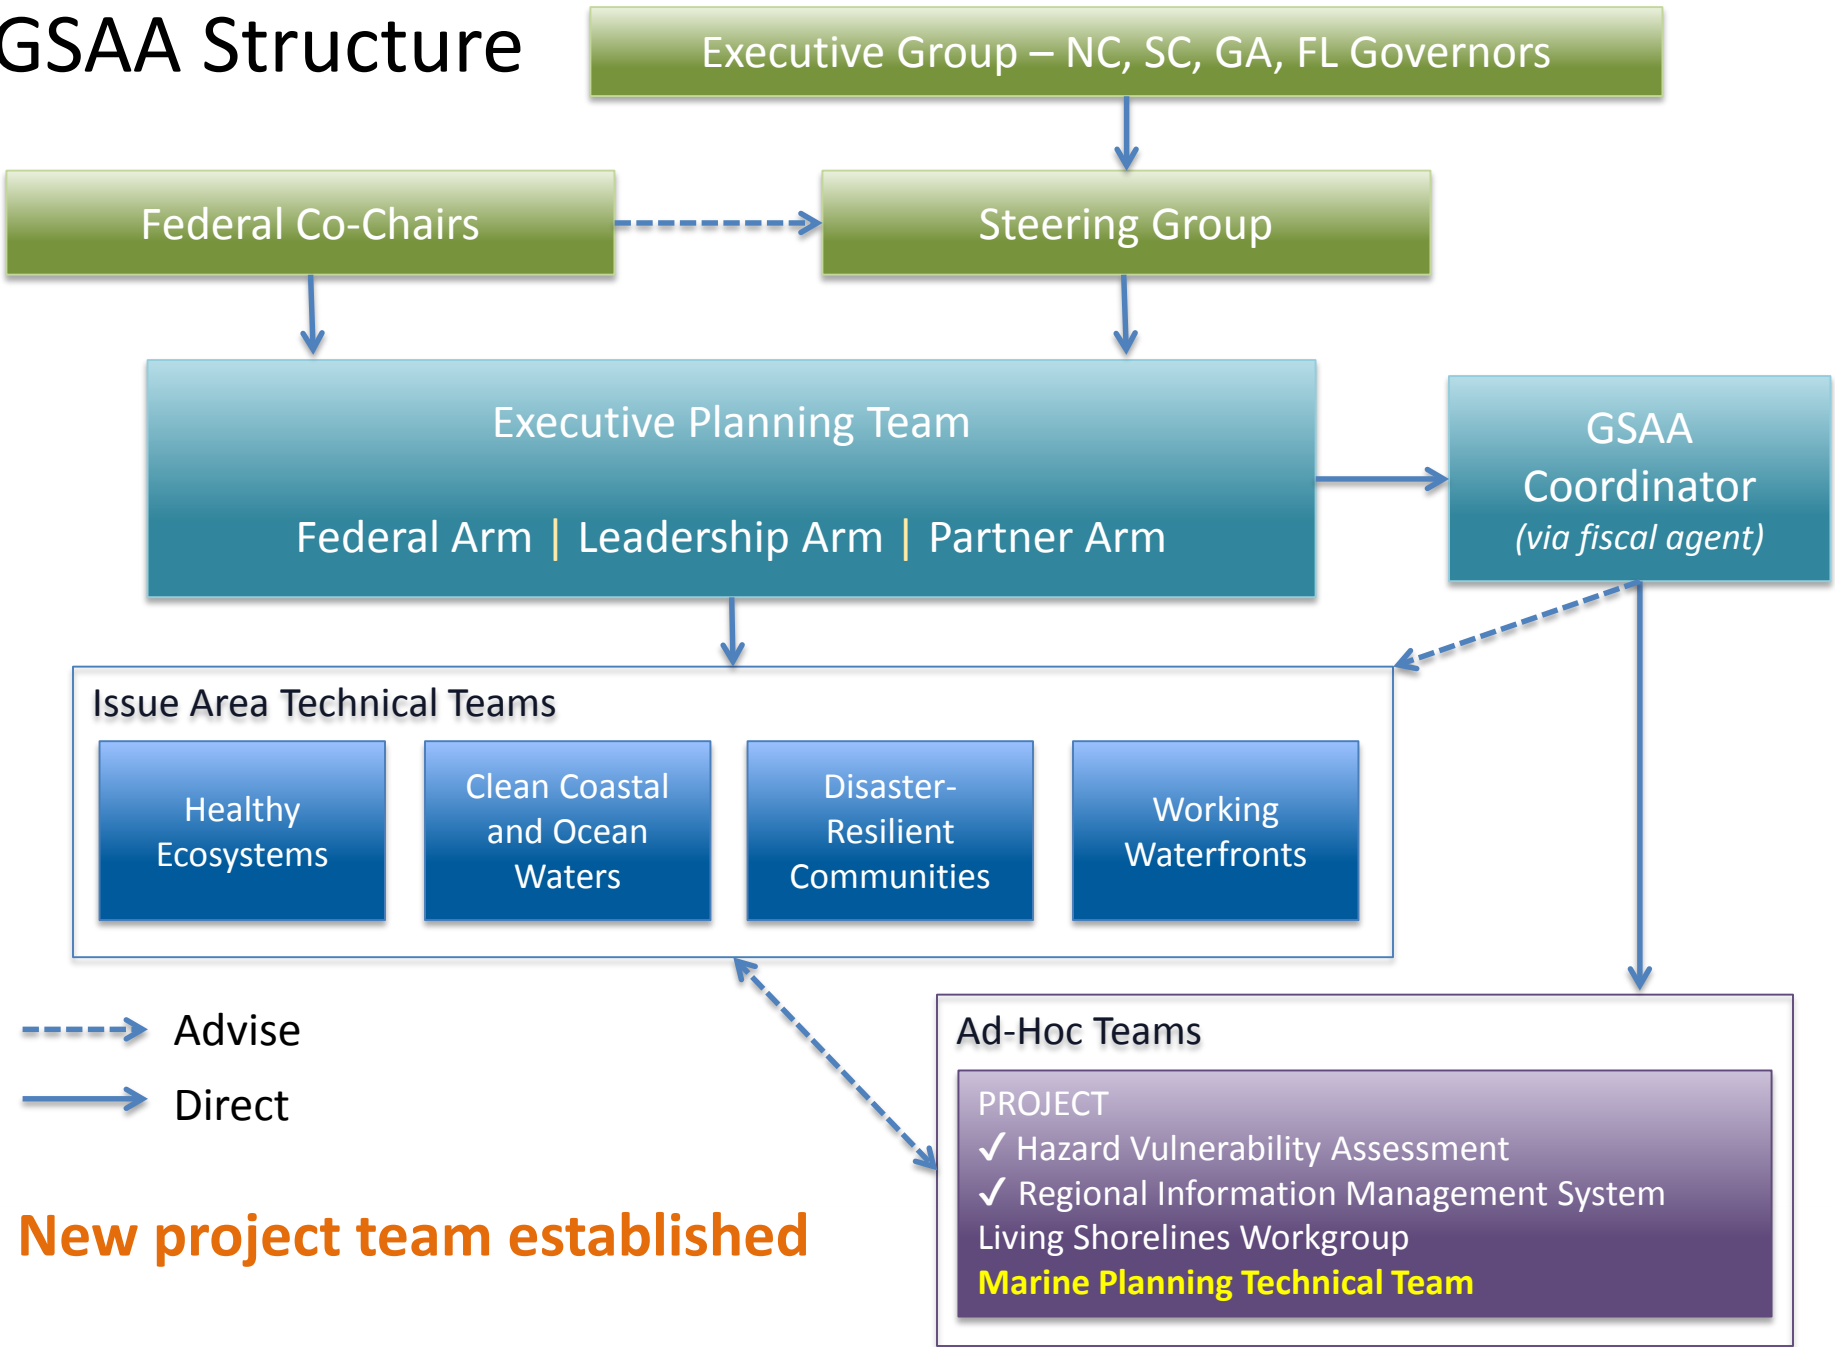 GSAA Structure
Executive Group – NC, SC, GA, FL Governors
Federal Co-Chairs
Steering Group
Executive Planning Team
Federal Arm | Leadership Arm | Partner Arm
GSAA
Coordinator
(via fiscal agent)
Issue Area Technical Teams
Healthy
Ecosystems
Clean Coastal
and Ocean
Waters
Disaster-
Resilient
Communities
Working
Waterfronts
Advise
Direct
New project team established
Ad-Hoc Teams
PROJECT
✓ Hazard Vulnerability Assessment
✓ Regional Information Management System
Living Shorelines Workgroup
Marine Planning Technical Team